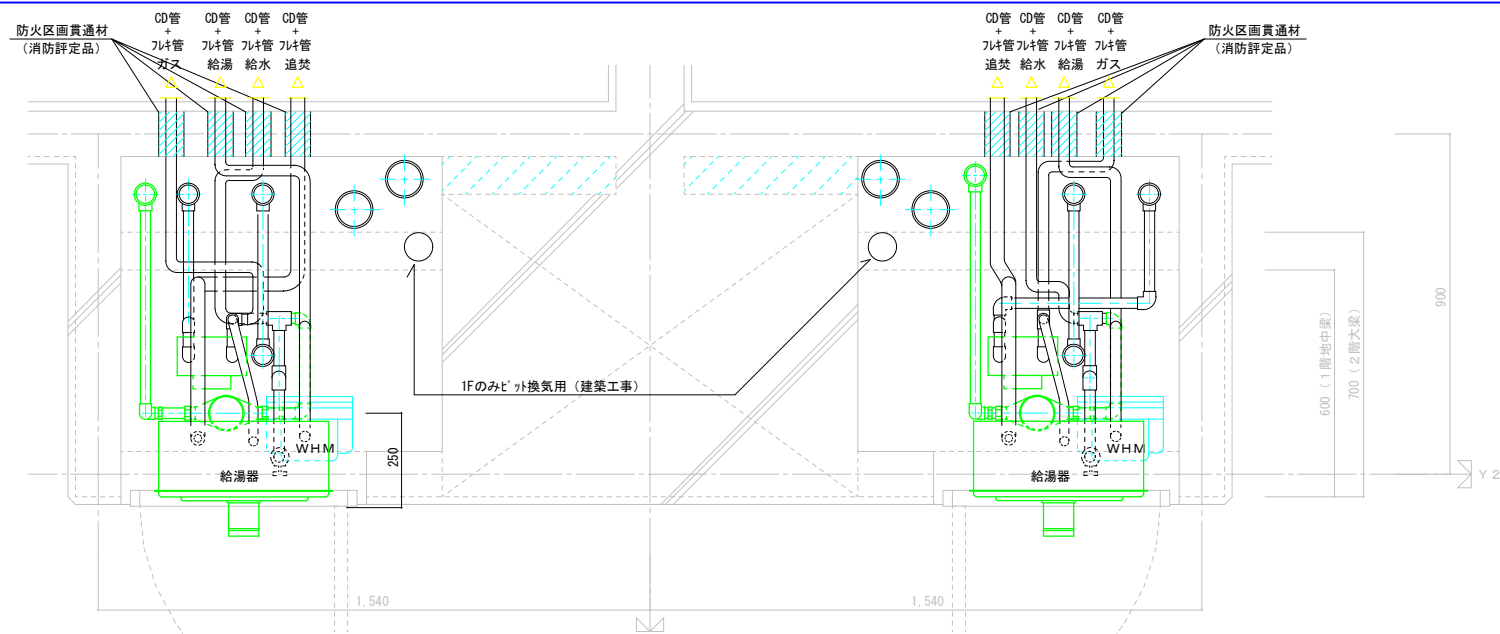 防火区画貫通材
（消防評定品）
CD管
+
ﾌﾚｷ管
ガス
CD管
+
ﾌﾚｷ管
給湯
CD管
+
ﾌﾚｷ管
給水
CD管
+
ﾌﾚｷ管
追焚
CD管
+
ﾌﾚｷ管
追焚
CD管
+
ﾌﾚｷ管
給水
CD管
+
ﾌﾚｷ管
給湯
CD管
+
ﾌﾚｷ管
ガス
防火区画貫通材
（消防評定品）
1Fのみﾋﾟｯﾄ換気用（建築工事）
900
600（1階地中梁）
700（2階大梁）
WHM
給湯器
250
WHM
給湯器
Y2
1,540
1,540